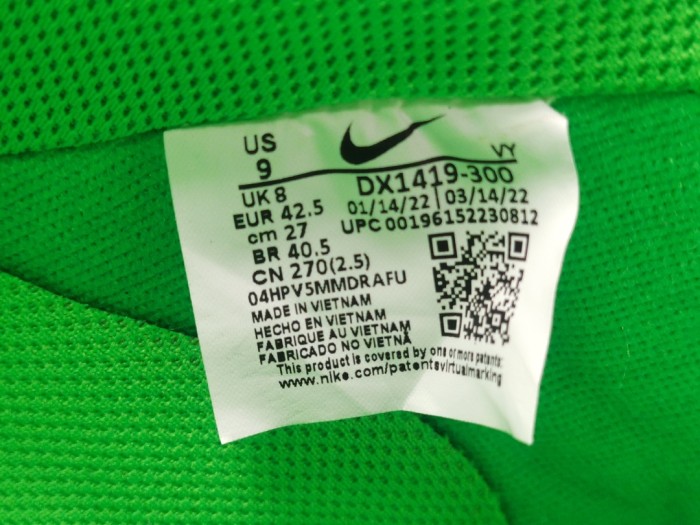 US
9
VY
UK 8
DX1419-300
EUR 42.5
01/14/22 03/14/22
cm 27
UPC 00196152230812
BR 40.5
CN 270(2.5)
04HPV5MMDRAFU
MADE IN VIETNAM
HECHO EN VIETNAM
FABRIQUE AU VIETNAM
FABRICADO NO VIETNÃ
This product is covered by one or more patents:
www.nike.com/patentsvirtualmarking